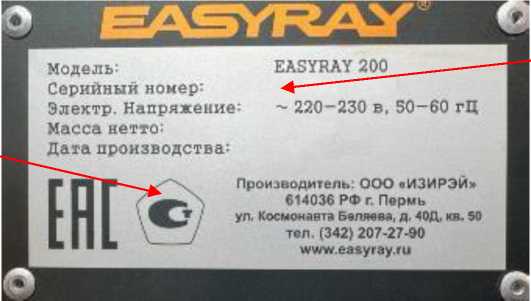 EASYRAY®
Модель: EASYRAY 200
Серийный номер:
Электр. Напряжение: ~ 220–230 в, 50–60 гЦ
Масса нетто:
Дата производства:
EAC
Производитель: ООО «ИЗИРЭЙ»
614036 РФ г. Пермь
ул. Космонавта Беляева, д. 40Д, кв. 50
тел. (342) 207-27-90
www.easyray.ru